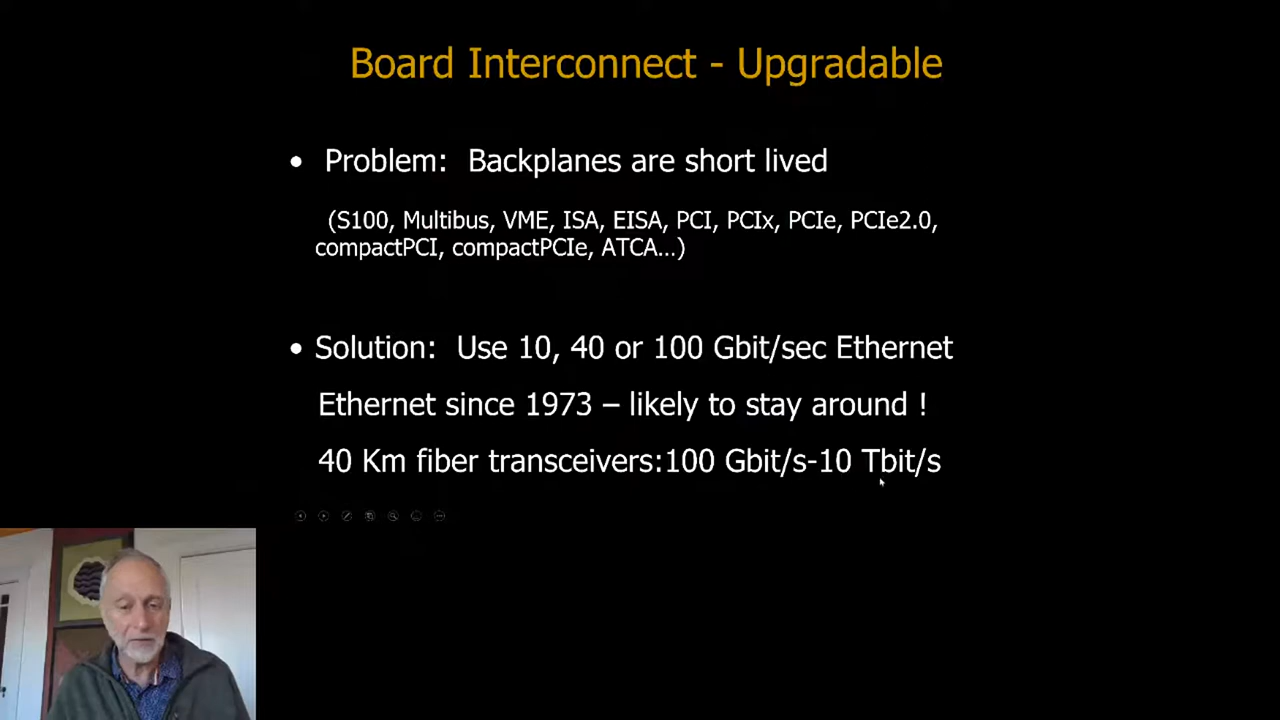 Board Interconnect - Upgradable
• Problem: Backplanes are short lived
(S100, Multibus, VME, ISA, EISA, PCI, PCIx, PCIe, PCIe2.0,
compactPCI, compactPCIe, ATCA...)
• Solution: Use 10, 40 or 100 Gbit/sec Ethernet
Ethernet since 1973 – likely to stay around !
40 Km fiber transceivers:100 Gbit/s-10 Tbit/s